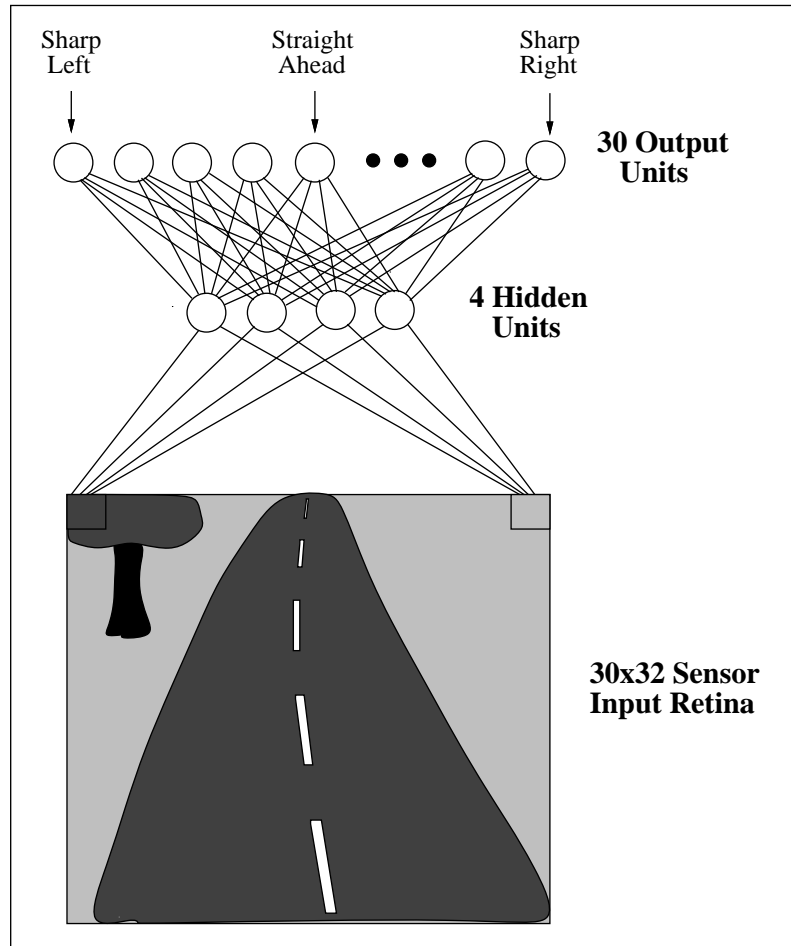 Sharp
Left
Straight
Ahead
Sharp
Right
30 Output
Units
4 Hidden
Units
30x32 Sensor
Input Retina